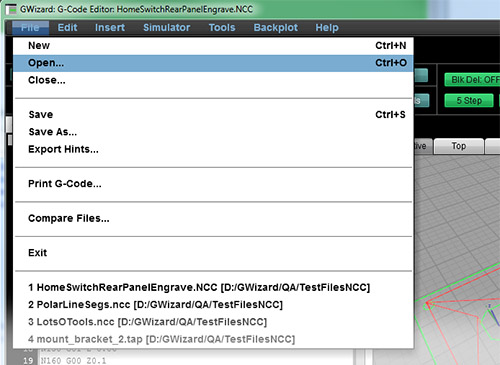 GWizard: G-Code Editor: HomeSwitchRearPanelEngrave.NCC
File Edit Insert Simulator Tools Backplot Help
New Ctrl+N
Open... Ctrl+O
Close...
Blk Del: OFF
5 Step
Save Ctrl+S
Save As...
Export Hints...
Top
Print G-Code...
Compare Files...
Exit
1 HomeSwitchRearPanelEngrave.NCC [D:/GWizard/QA/TestFilesNCC]
2 PolarLineSegs.ncc [D:/GWizard/QA/TestFilesNCC]
3 LotsOTools.ncc [D:/GWizard/QA/TestFilesNCC]
4 mount_bracket_2.tap [D:/GWizard/QA/TestFilesNCC]
19 N160 G00 Z0.1